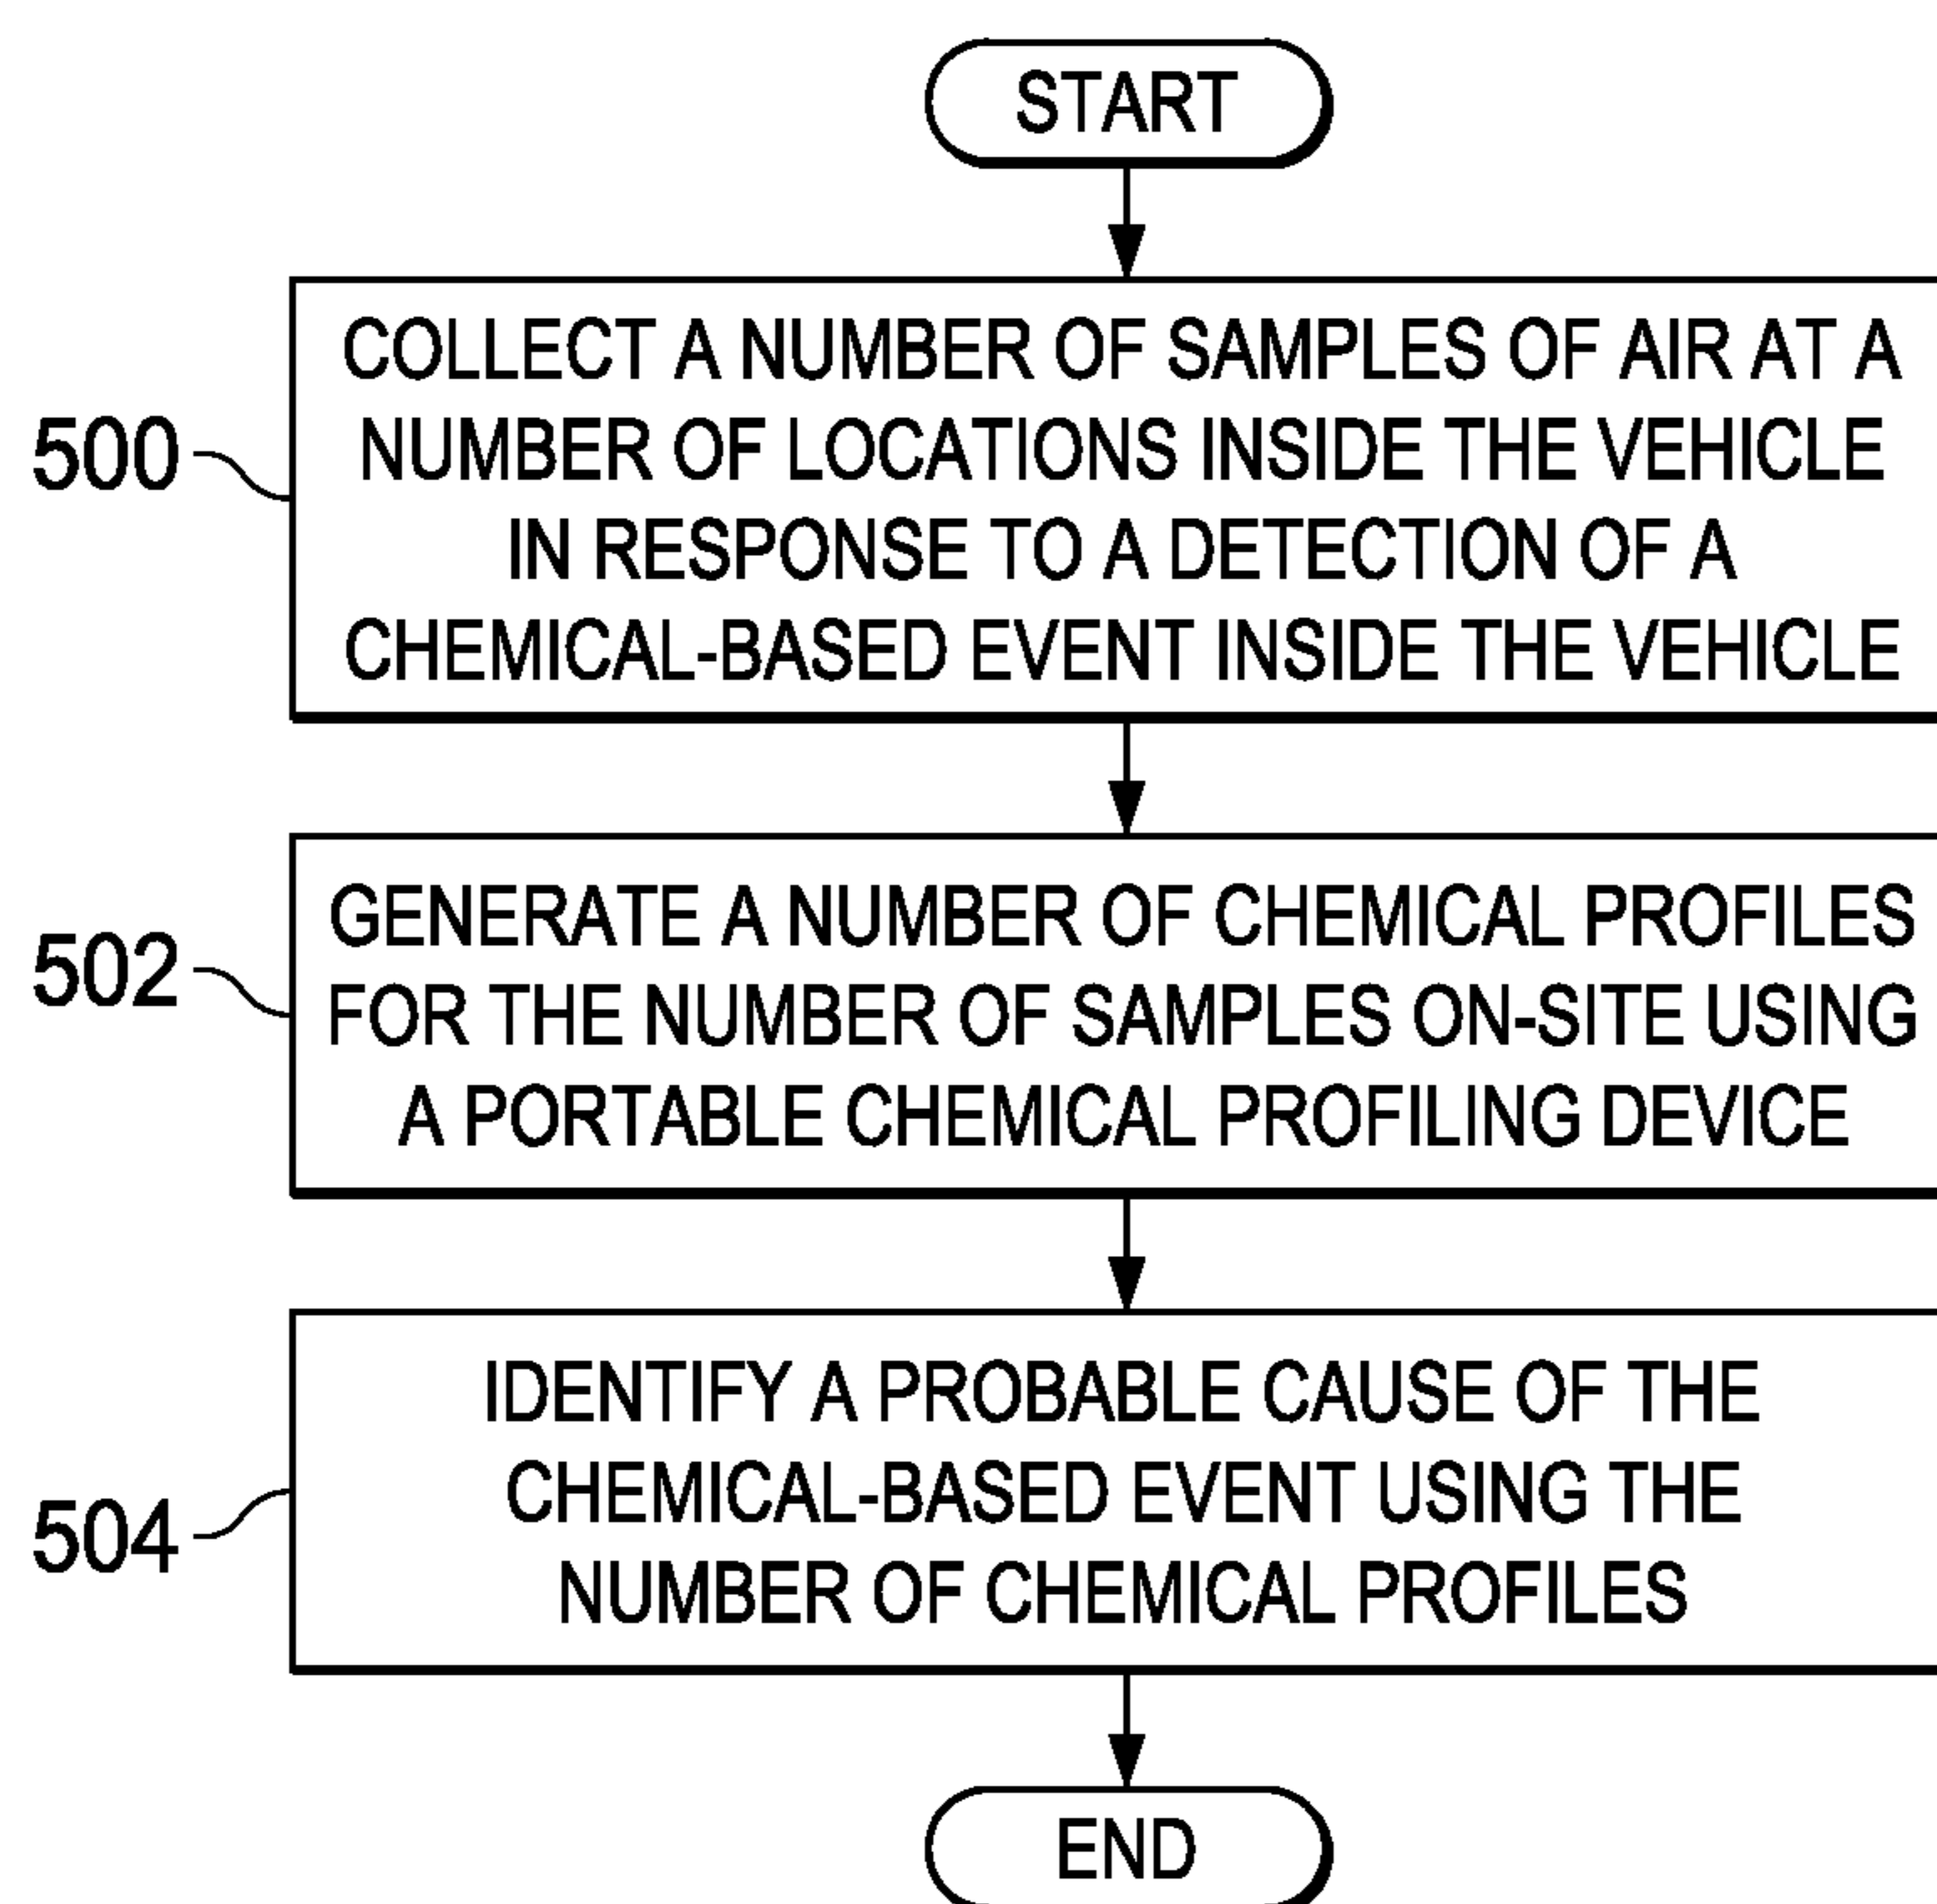 START
COLLECT A NUMBER OF SAMPLES OF AIR AT A
NUMBER OF LOCATIONS INSIDE THE VEHICLE
IN RESPONSE TO A DETECTION OF A
CHEMICAL-BASED EVENT INSIDE THE VEHICLE
500
GENERATE A NUMBER OF CHEMICAL PROFILES
FOR THE NUMBER OF SAMPLES ON-SITE USING
A PORTABLE CHEMICAL PROFILING DEVICE
502
IDENTIFY A PROBABLE CAUSE OF THE
CHEMICAL-BASED EVENT USING THE
NUMBER OF CHEMICAL PROFILES
504
END